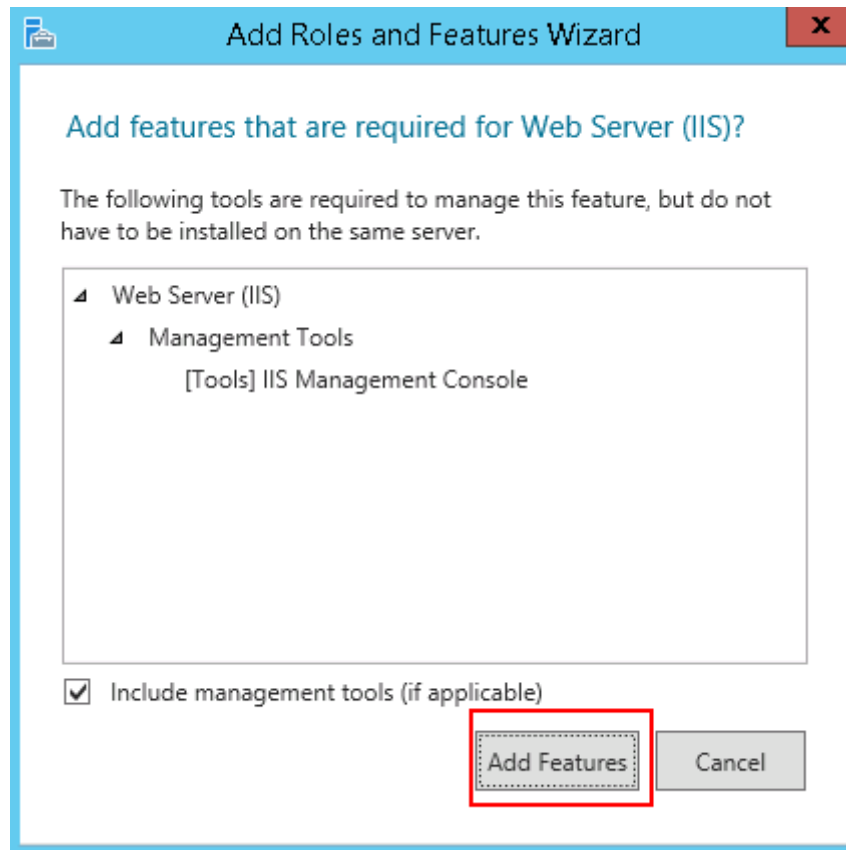 Add Roles and Features Wizard
x
Add features that are required for Web Server (IIS)?
The following tools are required to manage this feature, but do not
have to be installed on the same server.
Web Server (IIS)
Management Tools
[Tools] IIS Management Console
Include management tools (if applicable)
Add Features
Cancel